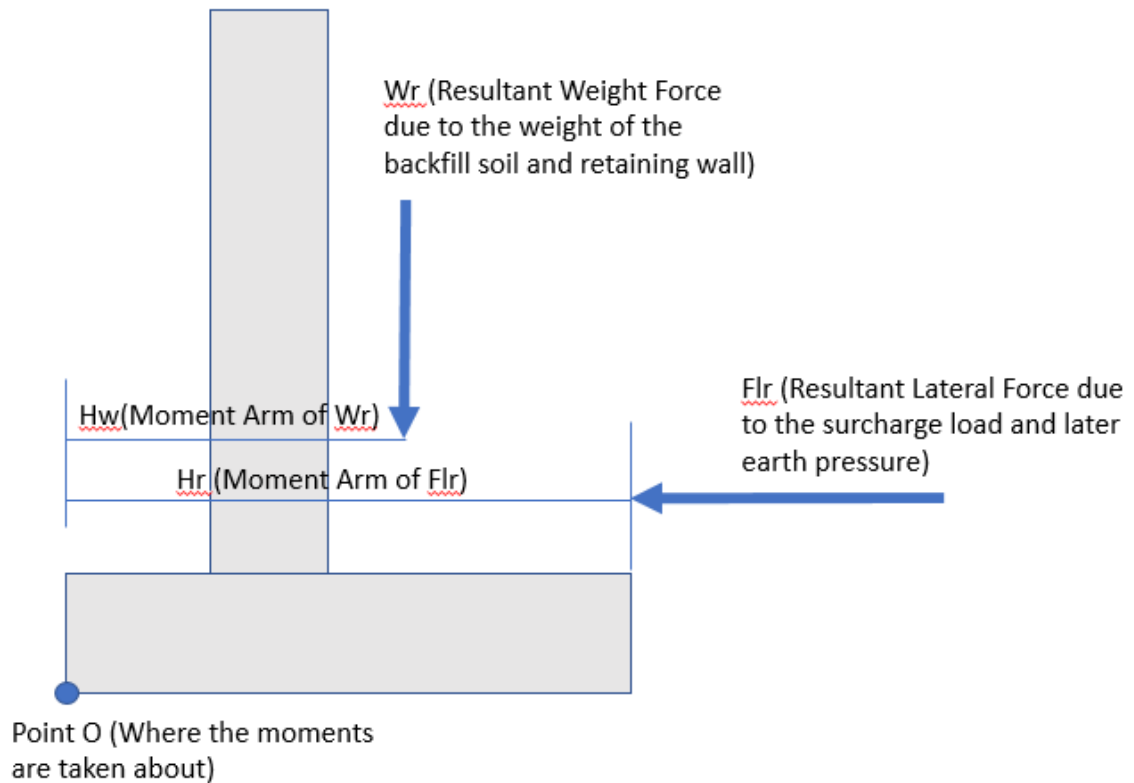 Wr (Resultant Weight Force
due to the weight of the
backfill soil and retaining wall)
Flr (Resultant Lateral Force due
to the surcharge load and later
earth pressure)
Hw(Moment Arm of Wr)
Hr (Moment Arm of Flr)
Point O (Where the moments
are taken about)